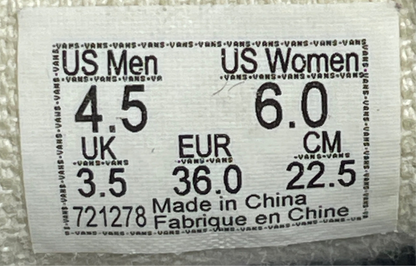 US Men US Women
4.5 6.0
UK EUR CM
3.5 36.0 22.5
721278 Made in China
Fabrique en Chine